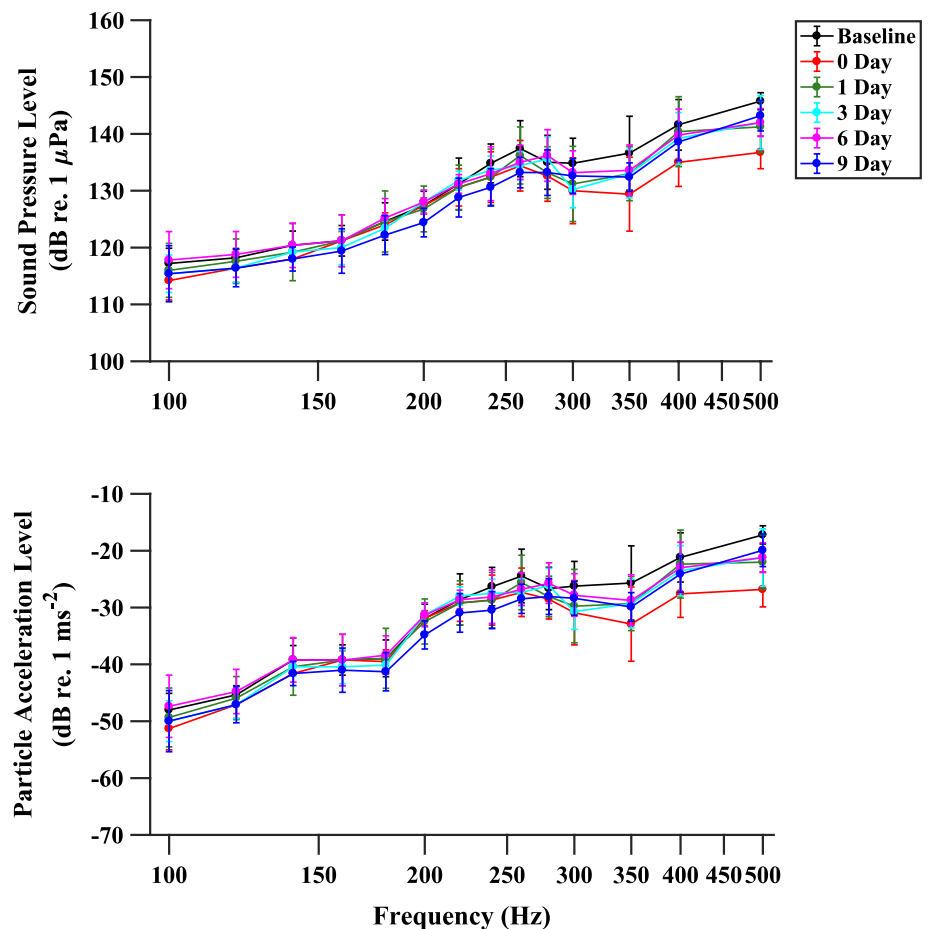 160
150
140
130
120
110
100
Sound Pressure Level
(dB re. 1 μPa)
100 150 200 250 300 350 400 450 500
Baseline
0 Day
1 Day
3 Day
6 Day
9 Day
-10
-20
-30
-40
-50
-60
-70
Particle Acceleration Level
(dB re. 1 ms-2)
100 150 200 250 300 350 400 450 500
Frequency (Hz)